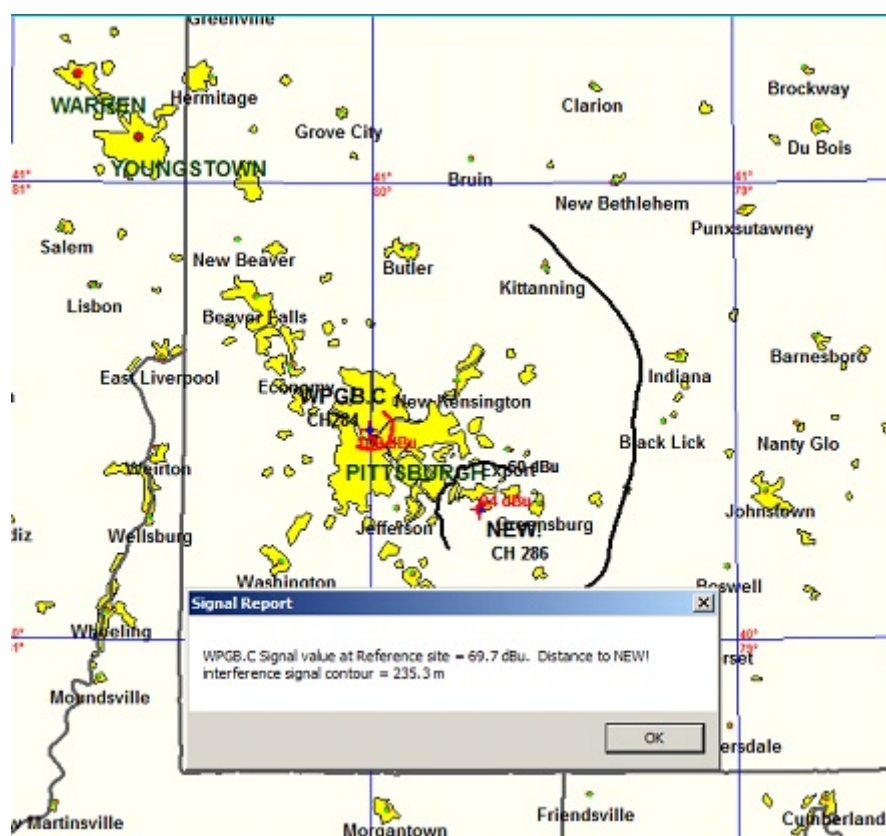 Greenville
WARREN
Hermitage
Clarion
Brockway
Grove City
Du Bois
YOUNGSTOWN
Bruin
41°
81°
41°
80°
41°
79°
New Bethlehem
Punxsutawney
Salem
New Beaver
Butler
Kittanning
Lisbon
Beaver Falls
Barnesboro
East Liverpool
Economy
WPGB.C
New Kensington
Indiana
CH284
Black Lick
Nanty Glo
Weirton
PITTSBURGH
Export
60 dBu
Johnstown
Wellsburg
Jefferson
NEW!
Greensburg
CH 286
Washington
Boswell
Signal Report
Wheeling
40°
79°
WPGB.C Signal value at Reference site = 69.7 dBu. Distance to NEW!
interference signal contour = 235.3 m
Moundsville
OK
Martinsville
Morgantown
Friendsville
Cumberland